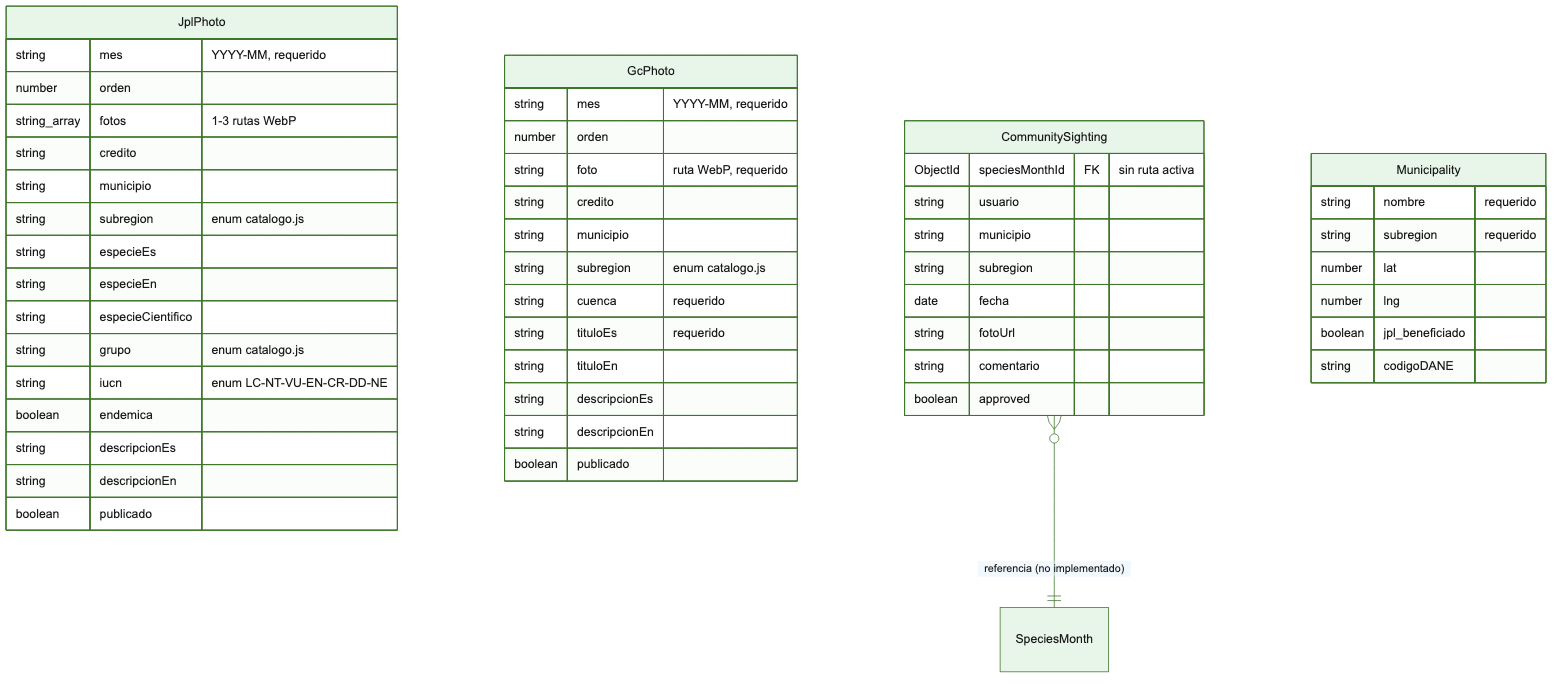 JplPhoto
string mes YYYY-MM, requerido
number orden
string_array fotos 1-3 rutas WebP
string credito
string municipio
string subregion enum catalogo.js
string especieEs
string especieEn
string especieCientifico
string grupo enum catalogo.js
string iucn enum LC-NT-VU-EN-CR-DD-NE
boolean endemica
string descripcionEs
string descripcionEn
boolean publicado
GcPhoto
string mes YYYY-MM, requerido
number orden
string foto ruta WebP, requerido
string credito
string municipio
string subregion enum catalogo.js
string cuenca requerido
string tituloEs requerido
string tituloEn
string descripcionEs
string descripcionEn
boolean publicado
CommunitySighting
ObjectId speciesMonthId FK sin ruta activa
string usuario
string municipio
string subregion
date fecha
string fotoUrl
string comentario
boolean approved
referencia (no implementado)
SpeciesMonth
Municipality
string nombre requerido
string subregion requerido
number lat
number lng
boolean jpl_beneficiado
string codigoDANE